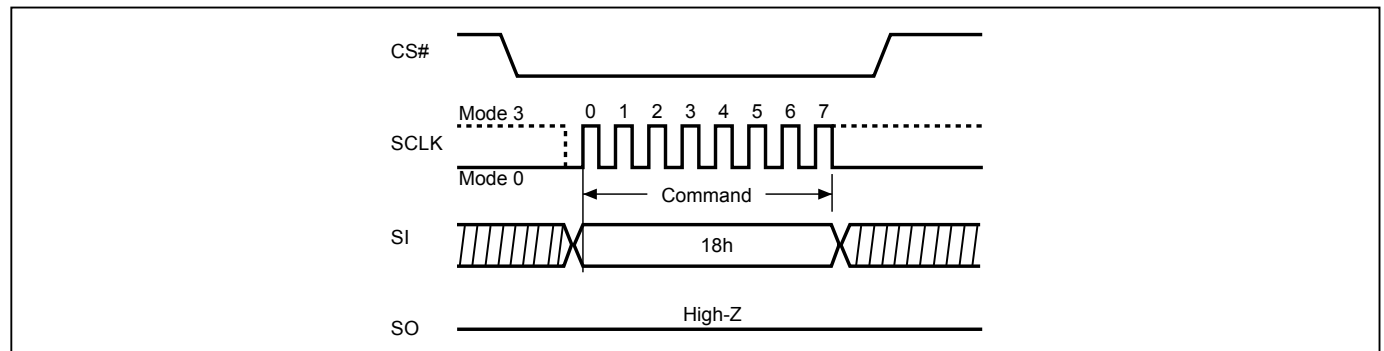 CS#
Mode 3
0 1 2 3 4 5 6 7
SCLK
Mode 0
Command
SI
18h
High-Z
SO